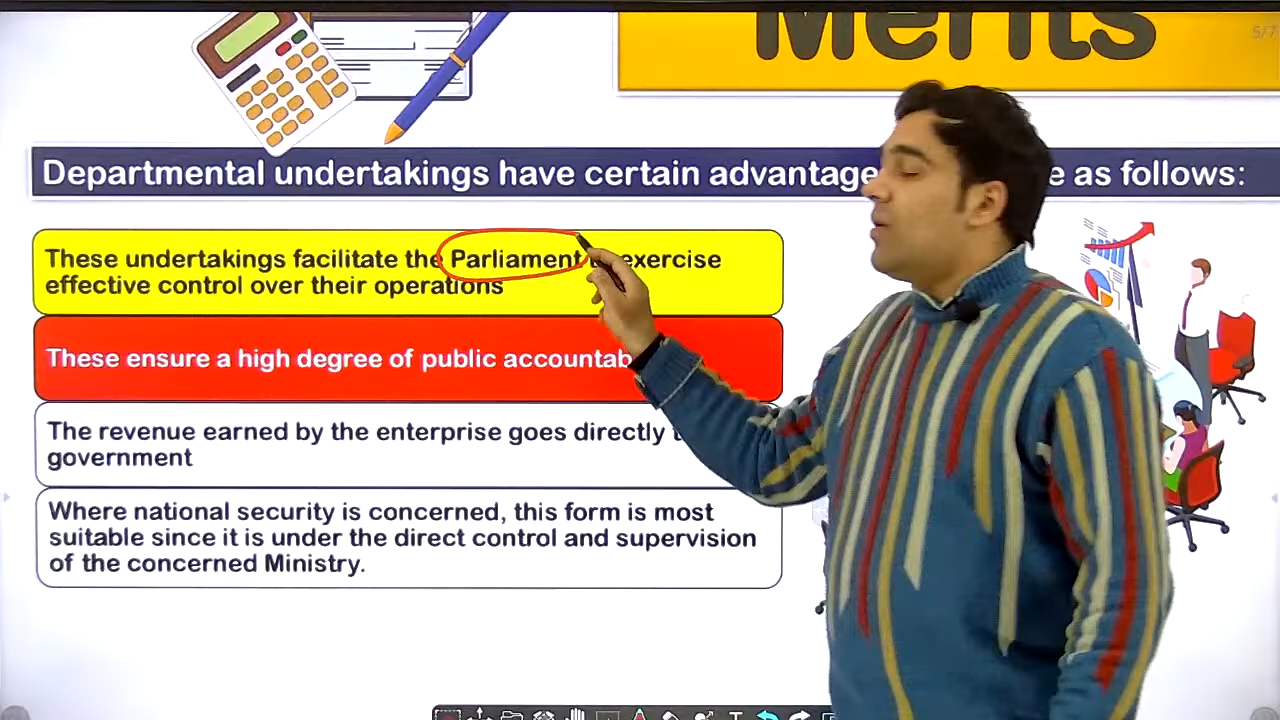 Merits
5/7
Departmental undertakings have certain advantage e as follows:
These undertakings facilitate the Parliament exercise
effective control over their operations
These ensure a high degree of public accountab
The revenue earned by the enterprise goes directly
government
Where national security is concerned, this form is most
suitable since it is under the direct control and supervision
of the concerned Ministry.